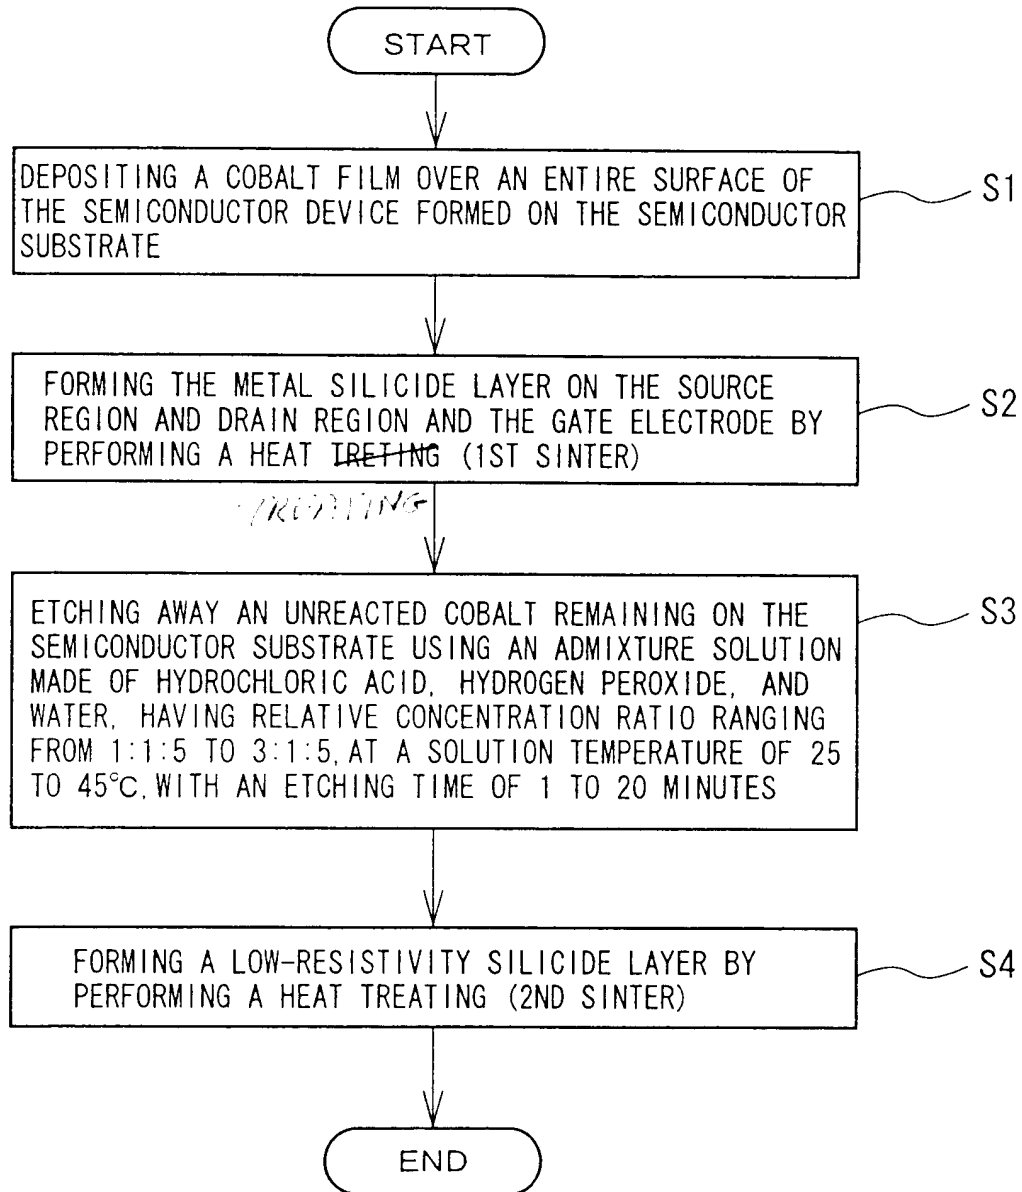 START
DEPOSITING A COBALT FILM OVER AN ENTIRE SURFACE OF
THE SEMICONDUCTOR DEVICE FORMED ON THE SEMICONDUCTOR
SUBSTRATE
S1
FORMING THE METAL SILICIDE LAYER ON THE SOURCE
REGION AND DRAIN REGION AND THE GATE ELECTRODE BY
PERFORMING A HEAT TRETING (1ST SINTER)
S2
TREATING
ETCHING AWAY AN UNREACTED COBALT REMAINING ON THE
SEMICONDUCTOR SUBSTRATE USING AN ADMIXTURE SOLUTION
MADE OF HYDROCHLORIC ACID, HYDROGEN PEROXIDE, AND
WATER, HAVING RELATIVE CONCENTRATION RATIO RANGING
FROM 1:1:5 TO 3:1:5, AT A SOLUTION TEMPERATURE OF 25
TO 45°C, WITH AN ETCHING TIME OF 1 TO 20 MINUTES
S3
FORMING A LOW-RESISTIVITY SILICIDE LAYER BY
PERFORMING A HEAT TREATING (2ND SINTER)
S4
END